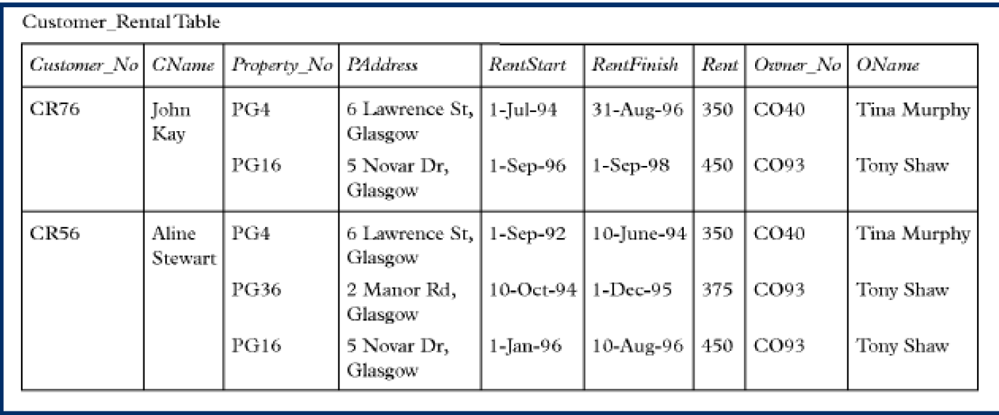 Customer_Rental Table
Customer_No CName Property_No PAddress RentStart RentFinish Rent Owner_No OName
CR76 John PG4 6 Lawrence St, 1-Jul-94 31-Aug-96 350 CO40 Tina Murphy
Kay Glasgow
PG16 5 Novar Dr, 1-Sep-96 1-Sep-98 450 CO93 Tony Shaw
Glasgow
CR56 Aline PG4 6 Lawrence St, 1-Sep-92 10-June-94 350 CO40 Tina Murphy
Stewart Glasgow
PG36 2 Manor Rd, 10-Oct-94 1-Dec-95 375 CO93 Tony Shaw
Glasgow
PG16 5 Novar Dr, 1-Jan-96 10-Aug-96 450 CO93 Tony Shaw
Glasgow